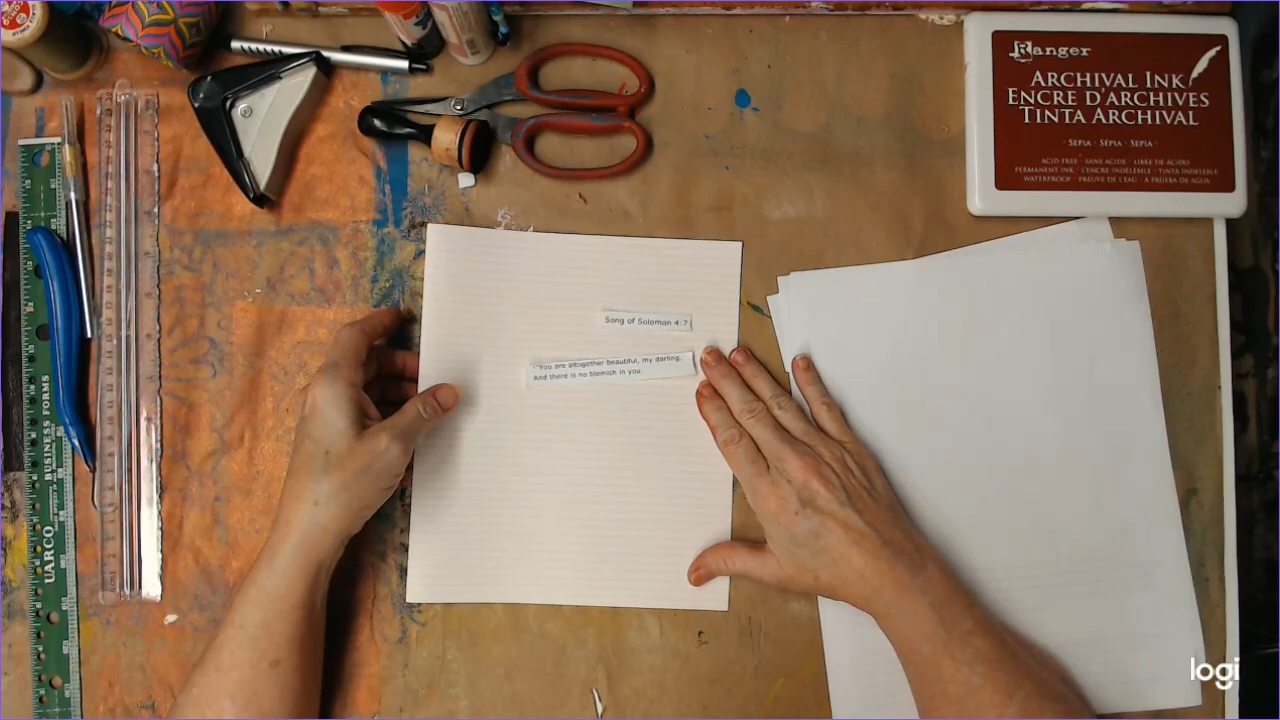 Ranger
ARCHIVAL INK
ENCRE D'ARCHIVES
TINTA ARCHIVAL
· SEPIA · SÉPIA · SEPIA ·
ACID FREE · SANS ACIDE · LIBRE DE ÁCIDO
PERMANENT INK · L'ENCRE INDÉLÉBILE · TINTA INDELEBLE
WATERPROOF · PREUVE DE L'EAU · A PRUEBA DE AGUA
Song of Solomon 4:7
"You are altogether beautiful, my darling,
And there is no blemish in you
UARCO BUSINESS FORMS
logi